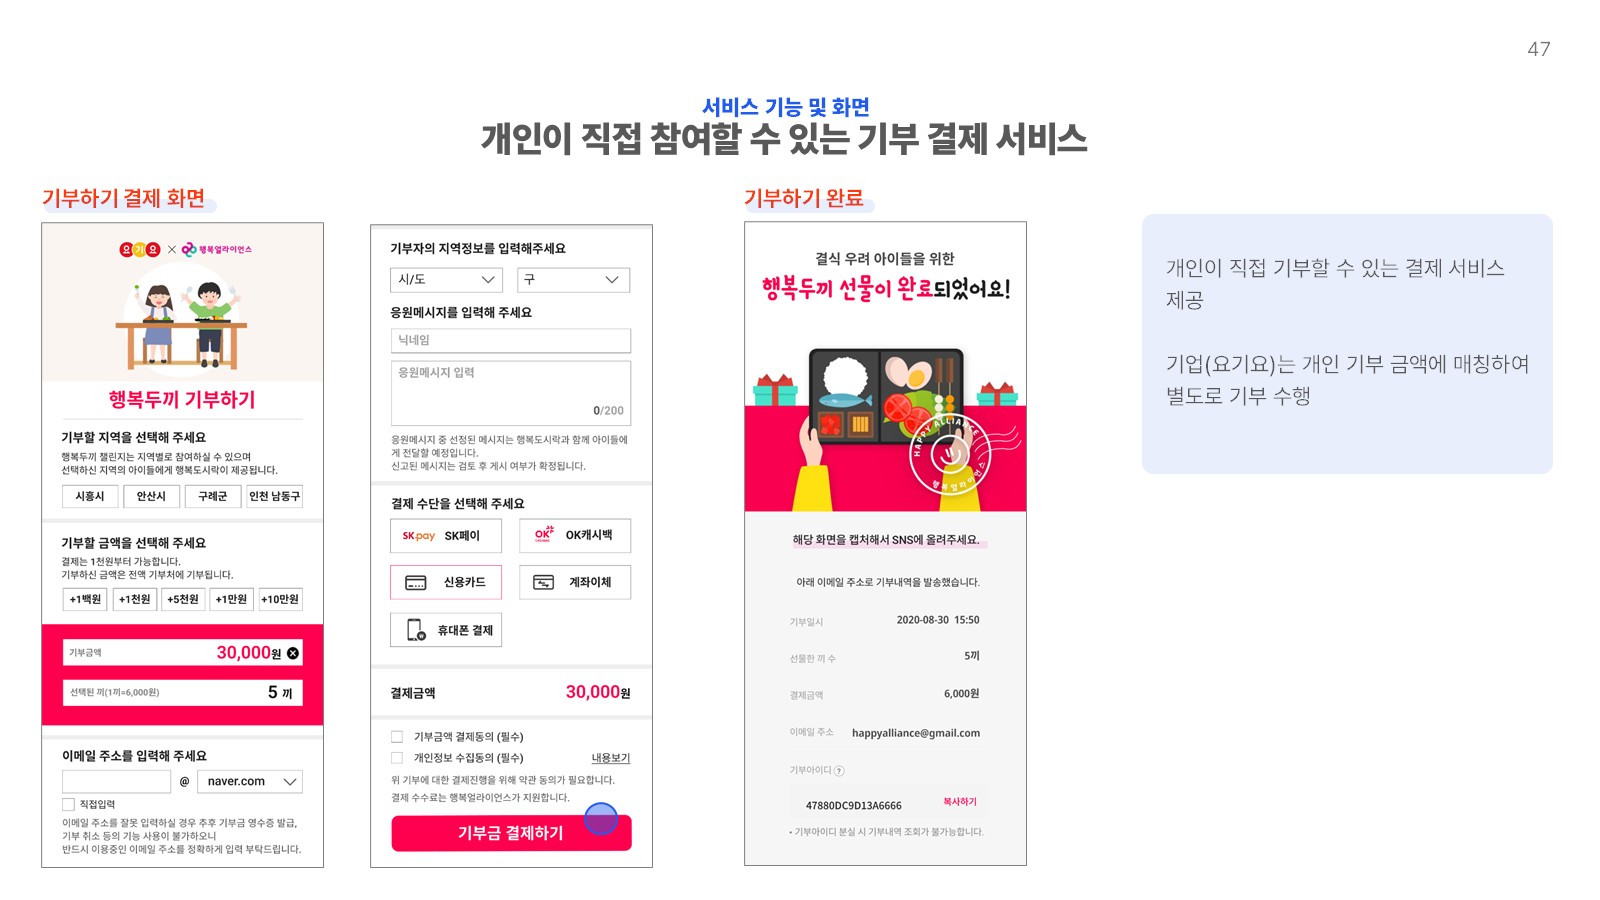 47
서비스 기능 및 화면
개인이 직접 참여할 수 있는 기부 결제 서비스
기부하기 결제 화면
요기요 × 행복얼라이언스
행복두끼 기부하기
기부할 지역을 선택해 주세요
행복두끼 챌린지는 지역별로 참여하실 수 있으며
선택하신 지역의 아이들에게 행복도시락이 제공됩니다.
시흥시 안산시 구례군 인천 남동구
기부할 금액을 선택해 주세요
결제는 1천원부터 가능합니다.
기부하신 금액은 전액 기부처에 기부됩니다.
+1백원 +1천원 +5천원 +1만원 +10만원
기부금액 30,000원
선택된 끼(1끼=6,000원) 5 끼
이메일 주소를 입력해 주세요
@ naver.com
직접입력
이메일 주소를 잘못 입력하실 경우 추후 기부금 영수증 발급,
기부 취소 등의 기능 사용이 불가하오니
반드시 이용중인 이메일 주소를 정확하게 입력 부탁드립니다.
기부자의 지역정보를 입력해주세요
시/도 구
응원메시지를 입력해 주세요
닉네임
응원메시지 입력
0/200
응원메시지 중 선정된 메시지는 행복도시락과 함께 아이들에
게 전달할 예정입니다.
신고된 메시지는 검토 후 게시 여부가 확정됩니다.
결제 수단을 선택해 주세요
SK pay SK페이 OK CASHBAG OK캐시백
신용카드 계좌이체
휴대폰 결제
결제금액 30,000원
기부금액 결제동의 (필수)
개인정보 수집동의 (필수) 내용보기
위 기부에 대한 결제진행을 위해 약관 동의가 필요합니다.
결제 수수료는 행복얼라이언스가 지원합니다.
기부금 결제하기
기부하기 완료
결식 우려 아이들을 위한
행복두끼 선물이 완료되었어요!
HAPPY ALLIANCE
행복얼라이언스
해당 화면을 캡처해서 SNS에 올려주세요.
아래 이메일 주소로 기부내역을 발송했습니다.
기부일시 2020-08-30 15:50
선물한 끼 수 5끼
결제금액 6,000원
이메일 주소 happyalliance@gmail.com
기부아이디 ?
47880DC9D13A6666 복사하기
• 기부아이디 분실 시 기부내역 조회가 불가능합니다.
개인이 직접 기부할 수 있는 결제 서비스
제공
기업(요기요)는 개인 기부 금액에 매칭하여
별도로 기부 수행